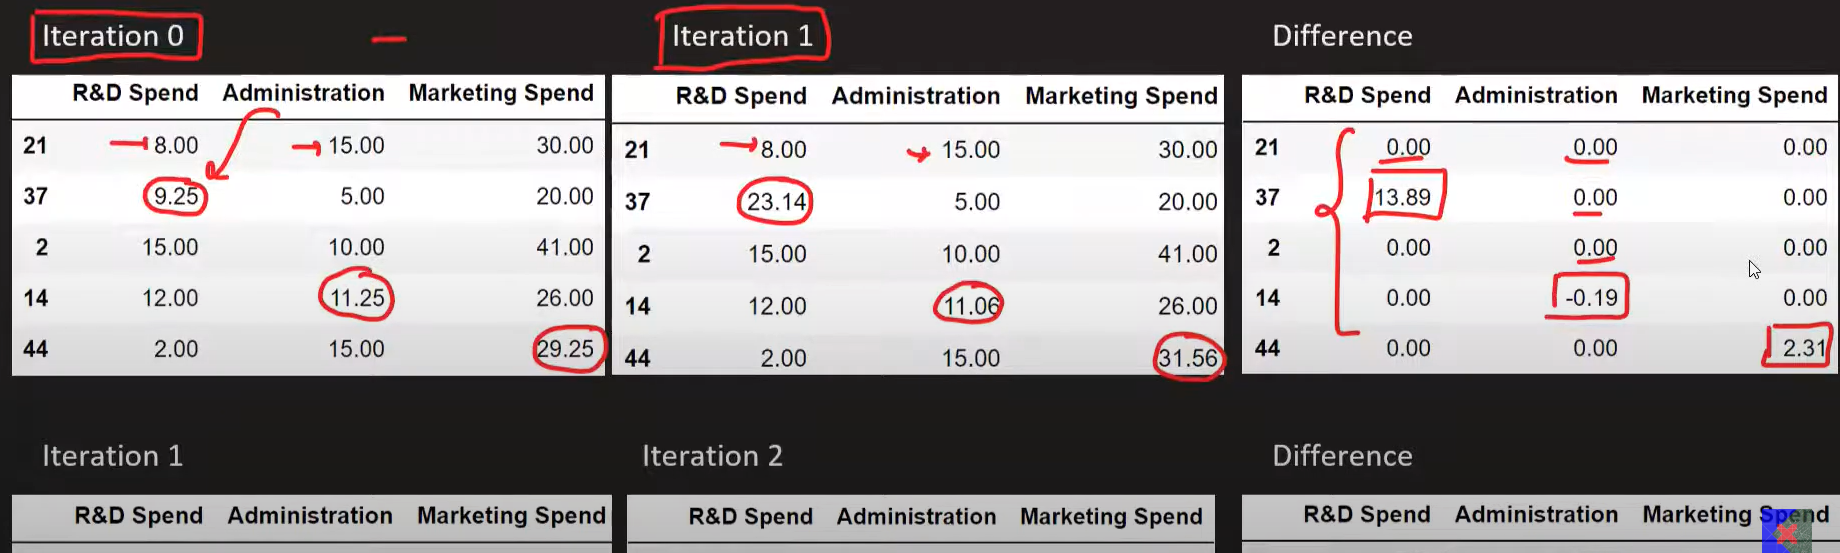 Iteration 0 Iteration 1 Difference
R&D Spend Administration Marketing Spend
21 8.00 15.00 30.00
37 9.25 5.00 20.00
2 15.00 10.00 41.00
14 12.00 11.25 26.00
44 2.00 15.00 29.25
R&D Spend Administration Marketing Spend
21 8.00 15.00 30.00
37 23.14 5.00 20.00
2 15.00 10.00 41.00
14 12.00 11.06 26.00
44 2.00 15.00 31.56
R&D Spend Administration Marketing Spend
21 0.00 0.00 0.00
37 13.89 0.00 0.00
2 0.00 0.00 0.00
14 0.00 -0.19 0.00
44 0.00 0.00 2.31
Iteration 1 Iteration 2 Difference
R&D Spend Administration Marketing Spend
R&D Spend Administration Marketing Spend
R&D Spend Administration Marketing Spend